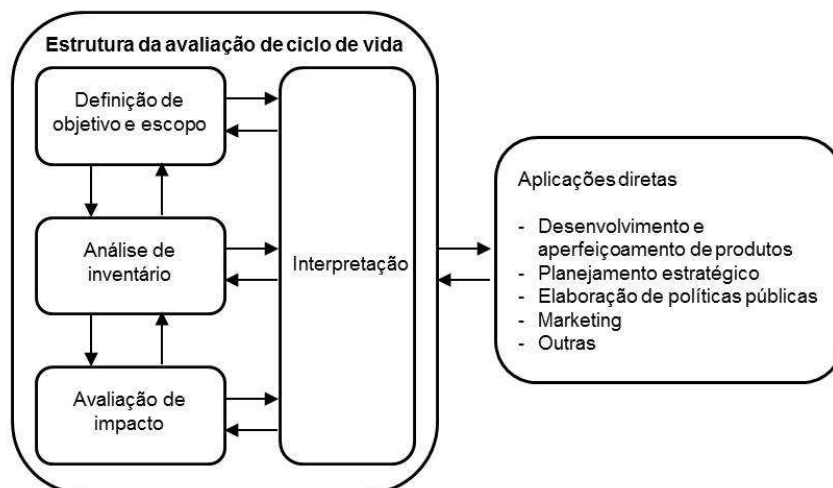 Estrutura da avaliação de ciclo de vida
Definição de
objetivo e escopo
Análise de
inventário
Avaliação de
impacto
Interpretação
Aplicações diretas
- Desenvolvimento e
aperfeiçoamento de produtos
- Planejamento estratégico
- Elaboração de políticas públicas
- Marketing
- Outras